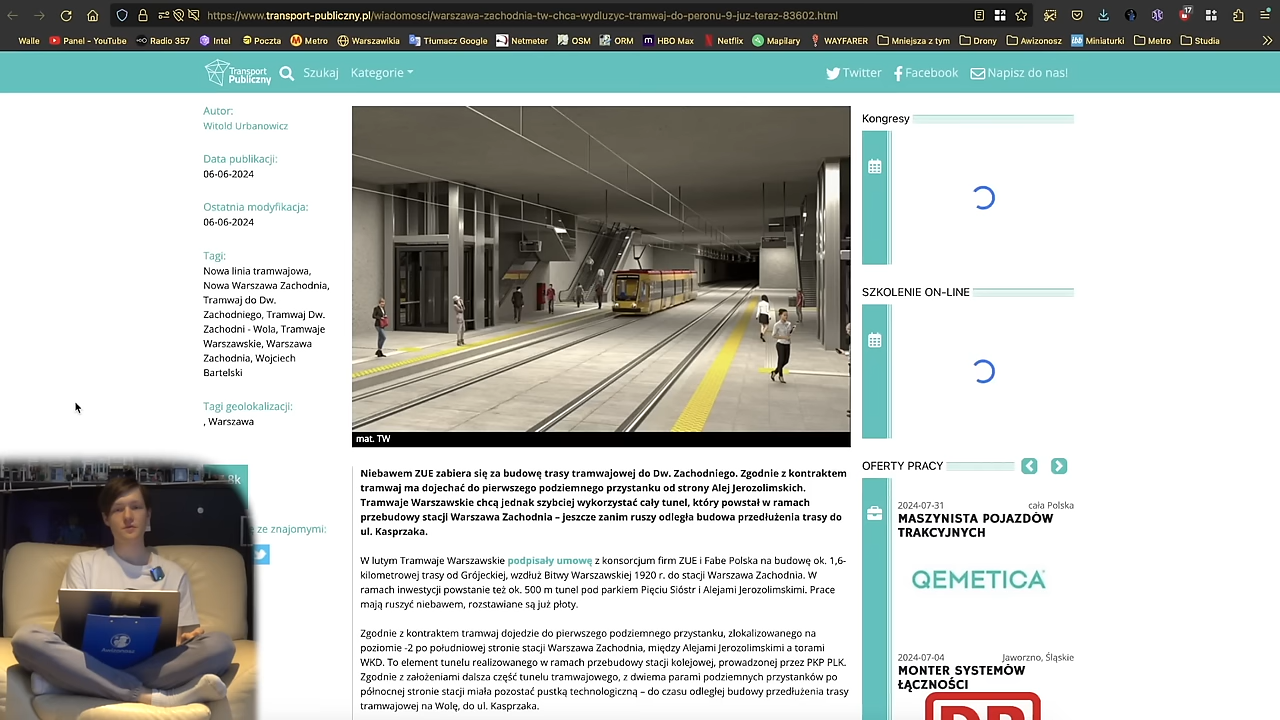 https://www.transport-publiczny.pl/wiadomosci/warszawa-zachodnia-tw-chca-wydluzyc-tramwaj-do-peronu-9-juz-teraz-83602.html
17
Walle Panel - YouTube Radio 357 Intel Poczta Metro Warszawikia Tłumacz Google Netmeter OSM ORM HBO Max Netflix Mapilary WAYFARER Mniejsza z tym Drony Awizonosz Miniaturki Metro Studia
Transport Publiczny Szukaj Kategorie Twitter Facebook Napisz do nas!
Autor:
Witold Urbanowicz
Data publikacji:
06-06-2024
Ostatnia modyfikacja:
06-06-2024
Tagi:
Nowa linia tramwajowa,
Nowa Warszawa Zachodnia,
Tramwaj do Dw.
Zachodniego, Tramwaj Dw.
Zachodni - Wola, Tramwaje
Warszawskie, Warszawa
Zachodnia, Wojciech
Bartelski
Tagi geolokalizacji:
, Warszawa
8k
ze znajomymi:
mat. TW
Niebawem ZUE zabiera się za budowę trasy tramwajowej do Dw. Zachodniego. Zgodnie z kontraktem
tramwaj ma dojechać do pierwszego podziemnego przystanku od strony Alej Jerozolimskich.
Tramwaje Warszawskie chcą jednak szybciej wykorzystać cały tunel, który powstał w ramach
przebudowy stacji Warszawa Zachodnia – jeszcze zanim ruszy odległa budowa przedłużenia trasy do
ul. Kasprzaka.
W lutym Tramwaje Warszawskie podpisały umowę z konsorcjum firm ZUE i Fabe Polska na budowę ok. 1,6-
kilometrowej trasy od Grójeckiej, wzdłuż Bitwy Warszawskiej 1920 r. do stacji Warszawa Zachodnia. W
ramach inwestycji powstanie też ok. 500 m tunel pod parkiem Pięciu Sióstr i Alejami Jerozolimskimi. Prace
mają ruszyć niebawem, rozstawiane są już płoty.
Zgodnie z kontraktem tramwaj dojedzie do pierwszego podziemnego przystanku, zlokalizowanego na
poziomie -2 po południowej stronie stacji Warszawa Zachodnia, między Alejami Jerozolimskimi a torami
WKD. To element tunelu realizowanego w ramach przebudowy stacji kolejowej, prowadzonej przez PKP PLK.
Zgodnie z założeniami dalsza część tunelu tramwajowego, z dwiema parami podziemnych przystanków po
północnej stronie stacji miała pozostać pustką technologiczną – do czasu odległej budowy przedłużenia trasy
tramwajowej na Wolę, do ul. Kasprzaka.
Kongresy
SZKOLENIE ON-LINE
OFERTY PRACY
2024-07-31 cała Polska
MASZYNISTA POJAZDÓW
TRAKCYJNYCH
QEMETICA
2024-07-04 Jaworzno, Śląskie
MONTER SYSTEMÓW
ŁĄCZNOŚCI
DB